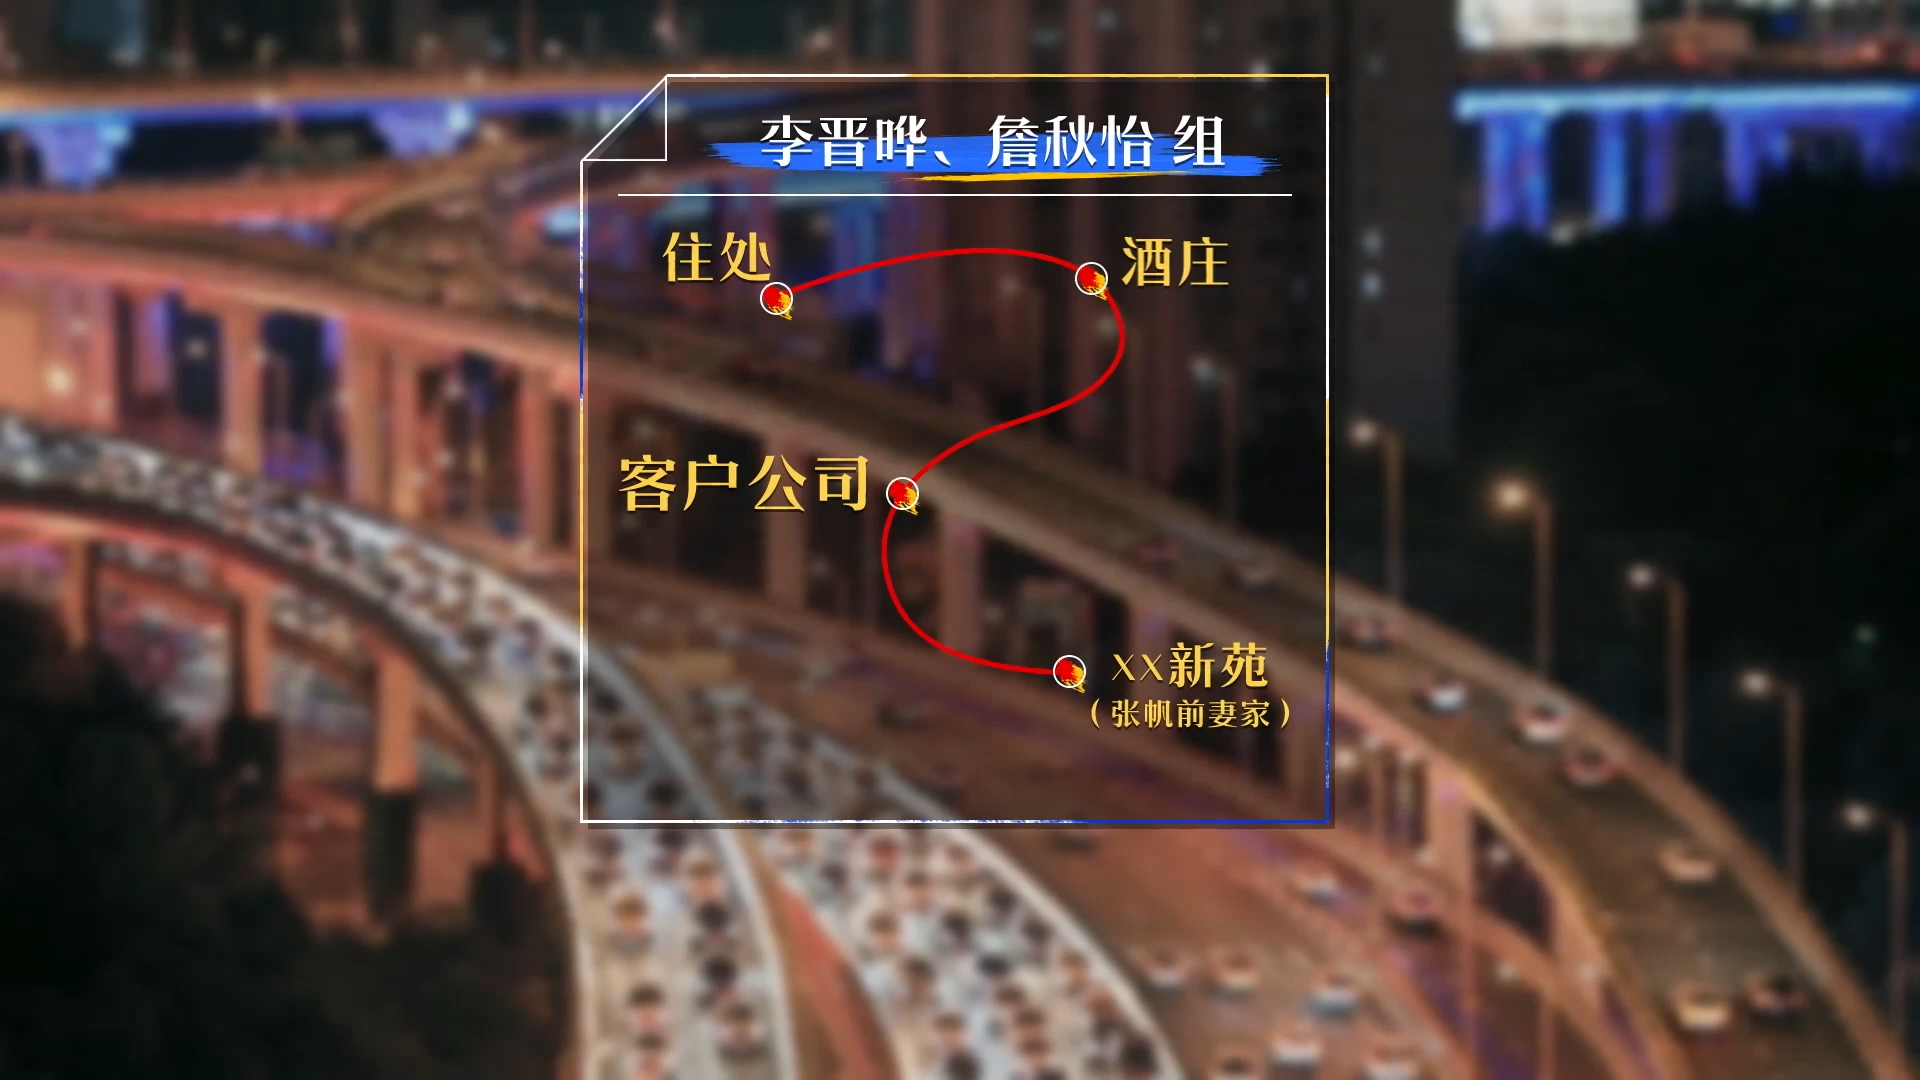 李晋晔、詹秋怡 组
住处
酒庄
客户公司
XX新苑
（张帆前妻家）